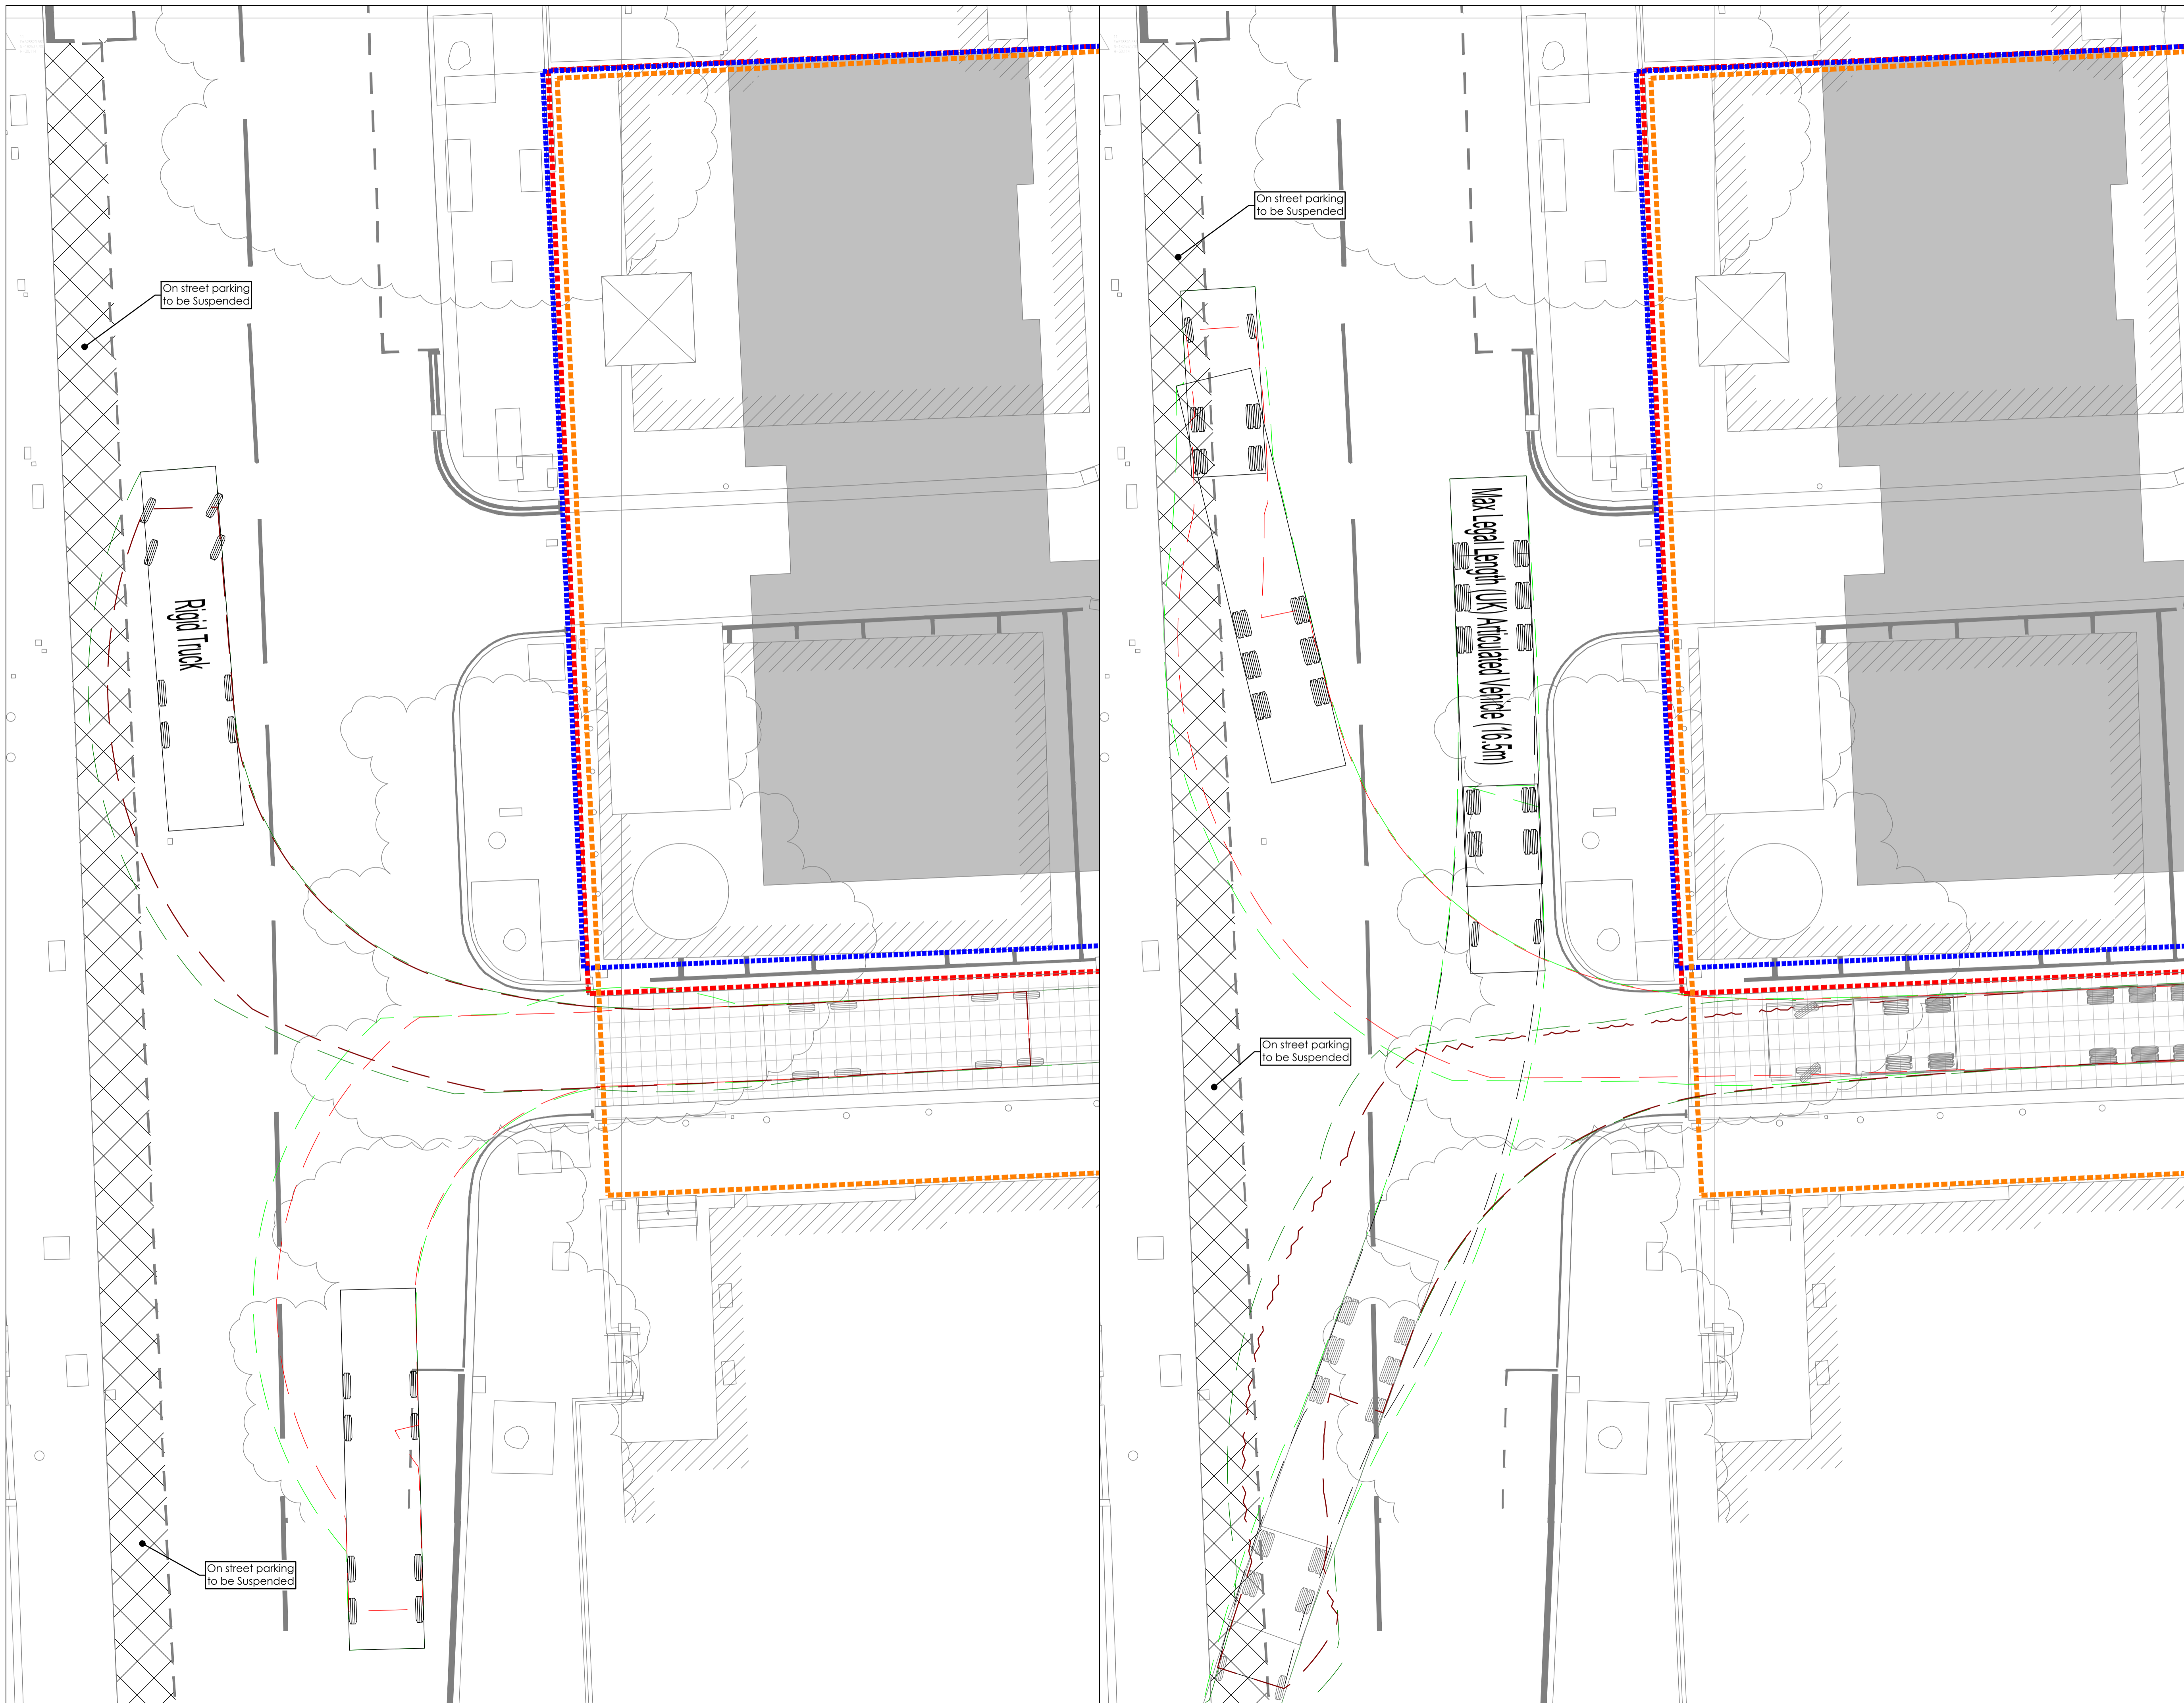 On street parking
to be Suspended
Rigid Truck
On street parking
to be Suspended
On street parking
to be Suspended
Max Legal Length (UK) Articulated Vehicle (16.5m)
On street parking
to be Suspended